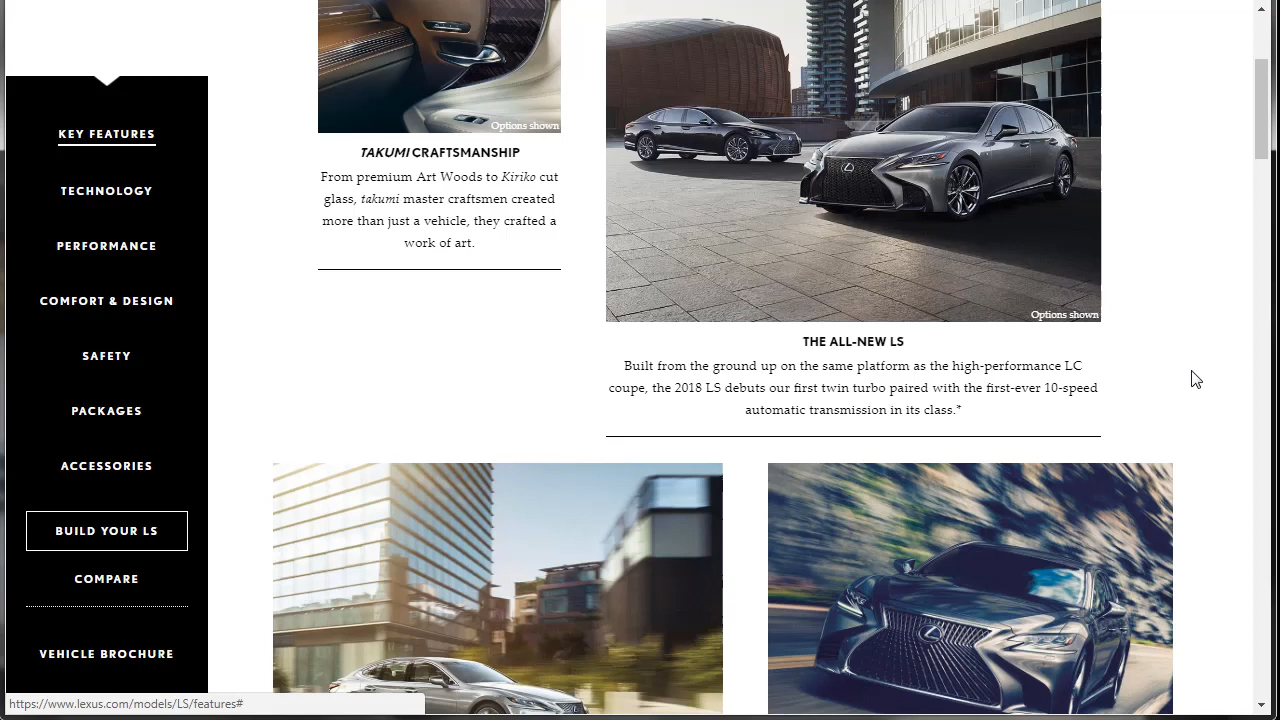 KEY FEATURES
TECHNOLOGY
PERFORMANCE
COMFORT & DESIGN
SAFETY
PACKAGES
ACCESSORIES
BUILD YOUR LS
COMPARE
VEHICLE BROCHURE
Options shown
TAKUMI CRAFTSMANSHIP
From premium Art Woods to Kiriko cut
glass, takumi master craftsmen created
more than just a vehicle, they crafted a
work of art.
Options shown
THE ALL-NEW LS
Built from the ground up on the same platform as the high-performance LC
coupe, the 2018 LS debuts our first twin turbo paired with the first-ever 10-speed
automatic transmission in its class.*
https://www.lexus.com/models/LS/features#